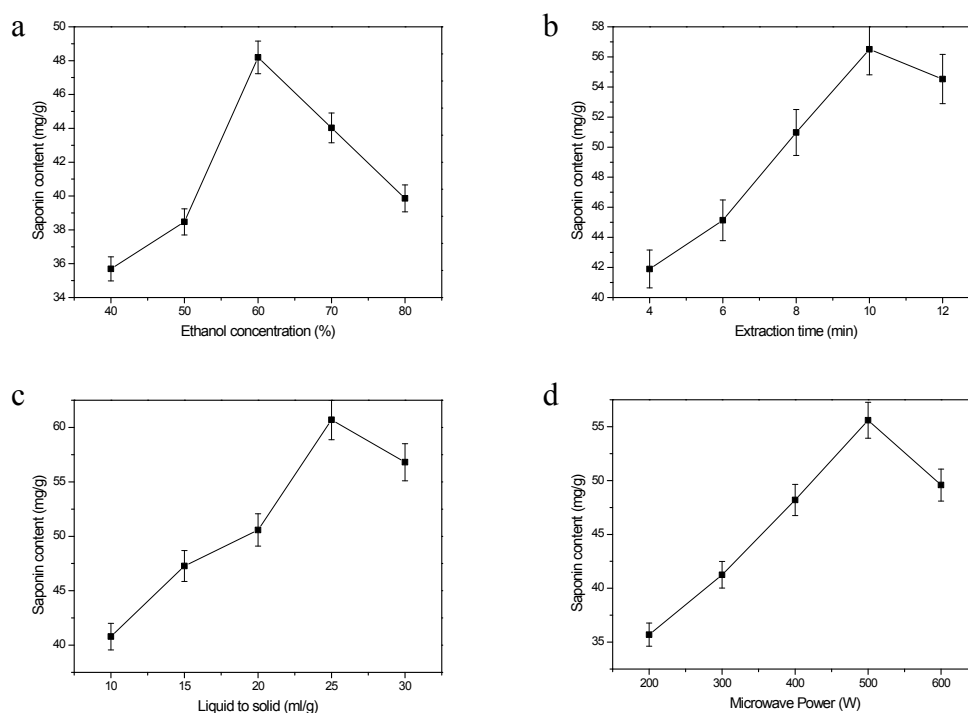 a
50
48
46
44
42
40
38
36
34
Saponin content (mg/g)
40 50 60 70 80
Ethanol concentration (%)
b
58
56
54
52
50
48
46
44
42
40
Saponin content (mg/g)
4 6 8 10 12
Extraction time (min)
c
60
55
50
45
40
Saponin content (mg/g)
10 15 20 25 30
Liquid to solid (ml/g)
d
55
50
45
40
35
Saponin content (mg/g)
200 300 400 500 600
Microwave Power (W)